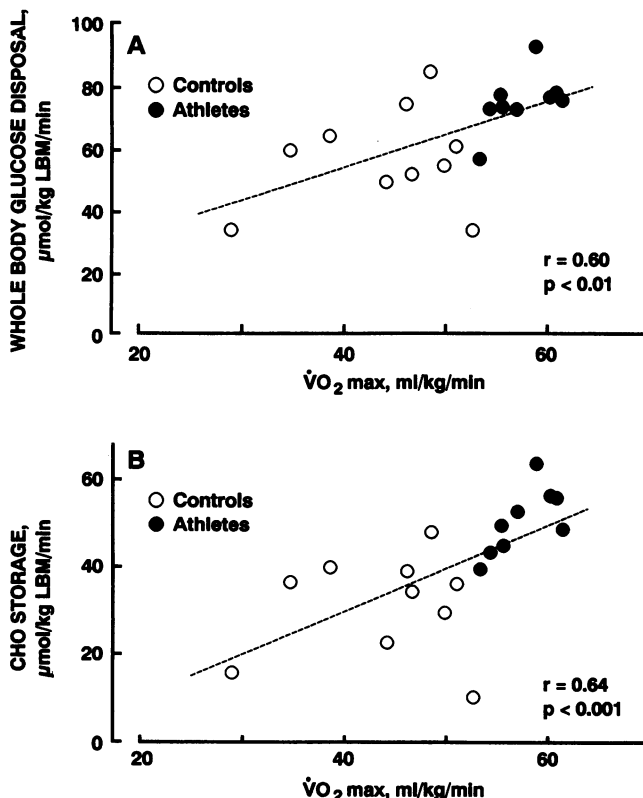 WHOLE BODY GLUCOSE DISPOSAL,
µmol/kg LBM/min
A
Controls
Athletes
100
80
60
40
20
0
r = 0.60
p < 0.01
20
40
60
V̇O₂ max, ml/kg/min
CHO STORAGE,
µmol/kg LBM/min
B
Controls
Athletes
60
40
20
0
r = 0.64
p < 0.001
20
40
60
V̇O₂ max, ml/kg/min